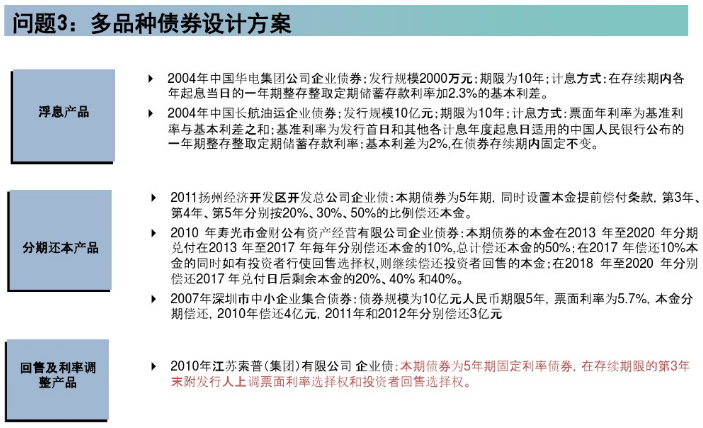 问题3：多品种债券设计方案
浮息产品
2004年中国华电集团公司企业债券；发行规模2000万元；期限为10年；计息方式：在存续期内各
年起息当日的一年期整存整取定期储蓄存款利率加2.3%的基本利差。
2004年中国长航油运企业债券；发行规模10亿元；期限为10年；计息方式：票面年利率为基准利
率与基本利差之和；基准利率为发行首日和其他各计息年度起息日适用的中国人民银行公布的
一年期整存整取定期储蓄存款利率；基本利差为2%,在债券存续期内固定不变。
分期还本产品
2011扬州经济开发区开发总公司企业债：本期债券为5年期，同时设置本金提前偿付条款，第3年、
第4年、第5年分别按20%、30%、50%的比例偿还本金。
2010 年寿光市金财公有资产经营有限公司企业债券：本期债券的本金在2013 年至2020 年分期
兑付在2013 年至2017 年每年分别偿还本金的10%,总计偿还本金的50%；在2017 年偿还10%本
金的同时如有投资者行使回售选择权,则继续偿还投资者回售的本金；在2018 年至2020 年分别
偿还2017 年兑付日后剩余本金的20%、40% 和40%。
2007年深圳市中小企业集合债券：债券规模为10亿元人民币期限5年，票面利率为5.7%，本金分
期偿还，2010年偿还4亿元，2011年和2012年分别偿还3亿元
回售及利率调
整产品
2010年江苏索普(集团)有限公司 企业债：本期债券为5年期固定利率债券，在存续期限的第3年
末附发行人上调票面利率选择权和投资者回售选择权。